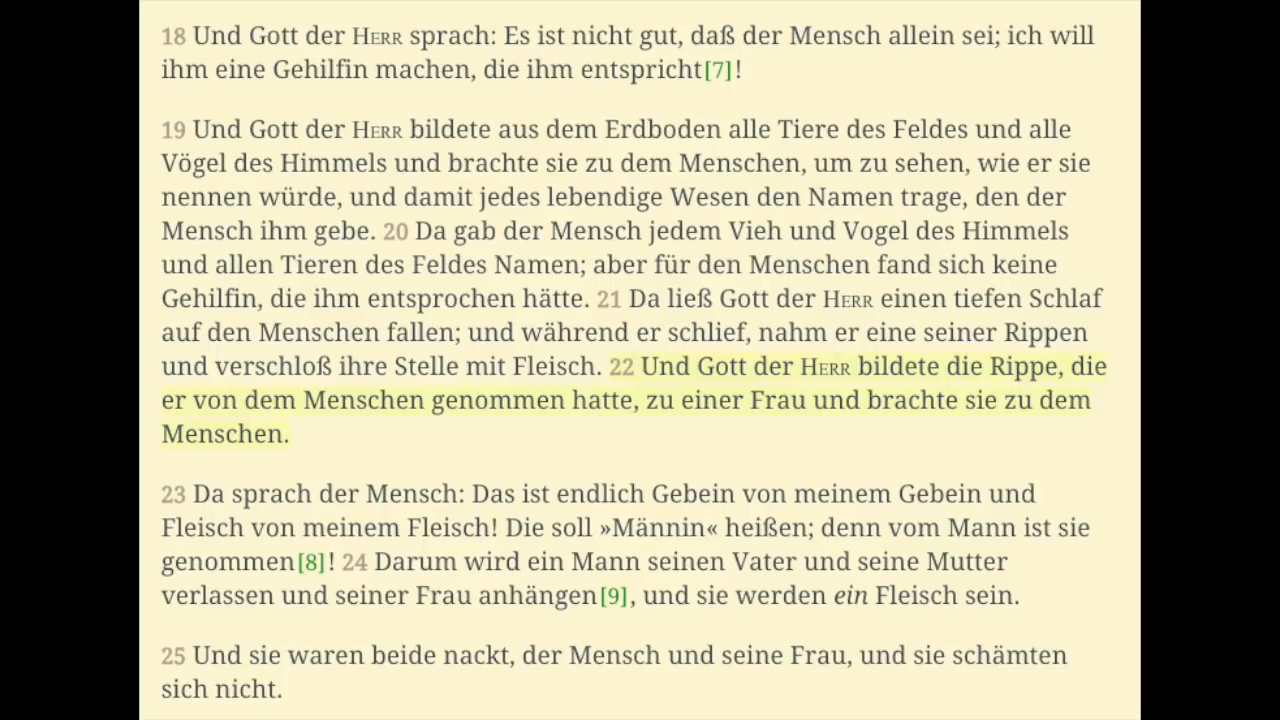 18 Und Gott der HERR sprach: Es ist nicht gut, daß der Mensch allein sei; ich will
ihm eine Gehilfin machen, die ihm entspricht[7]!
19 Und Gott der HERR bildete aus dem Erdboden alle Tiere des Feldes und alle
Vögel des Himmels und brachte sie zu dem Menschen, um zu sehen, wie er sie
nennen würde, und damit jedes lebendige Wesen den Namen trage, den der
Mensch ihm gebe. 20 Da gab der Mensch jedem Vieh und Vogel des Himmels
und allen Tieren des Feldes Namen; aber für den Menschen fand sich keine
Gehilfin, die ihm entsprochen hätte. 21 Da ließ Gott der HERR einen tiefen Schlaf
auf den Menschen fallen; und während er schlief, nahm er eine seiner Rippen
und verschloß ihre Stelle mit Fleisch. 22 Und Gott der HERR bildete die Rippe, die
er von dem Menschen genommen hatte, zu einer Frau und brachte sie zu dem
Menschen.
23 Da sprach der Mensch: Das ist endlich Gebein von meinem Gebein und
Fleisch von meinem Fleisch! Die soll »Männin« heißen; denn vom Mann ist sie
genommen[8]! 24 Darum wird ein Mann seinen Vater und seine Mutter
verlassen und seiner Frau anhängen[9], und sie werden ein Fleisch sein.
25 Und sie waren beide nackt, der Mensch und seine Frau, und sie schämten
sich nicht.